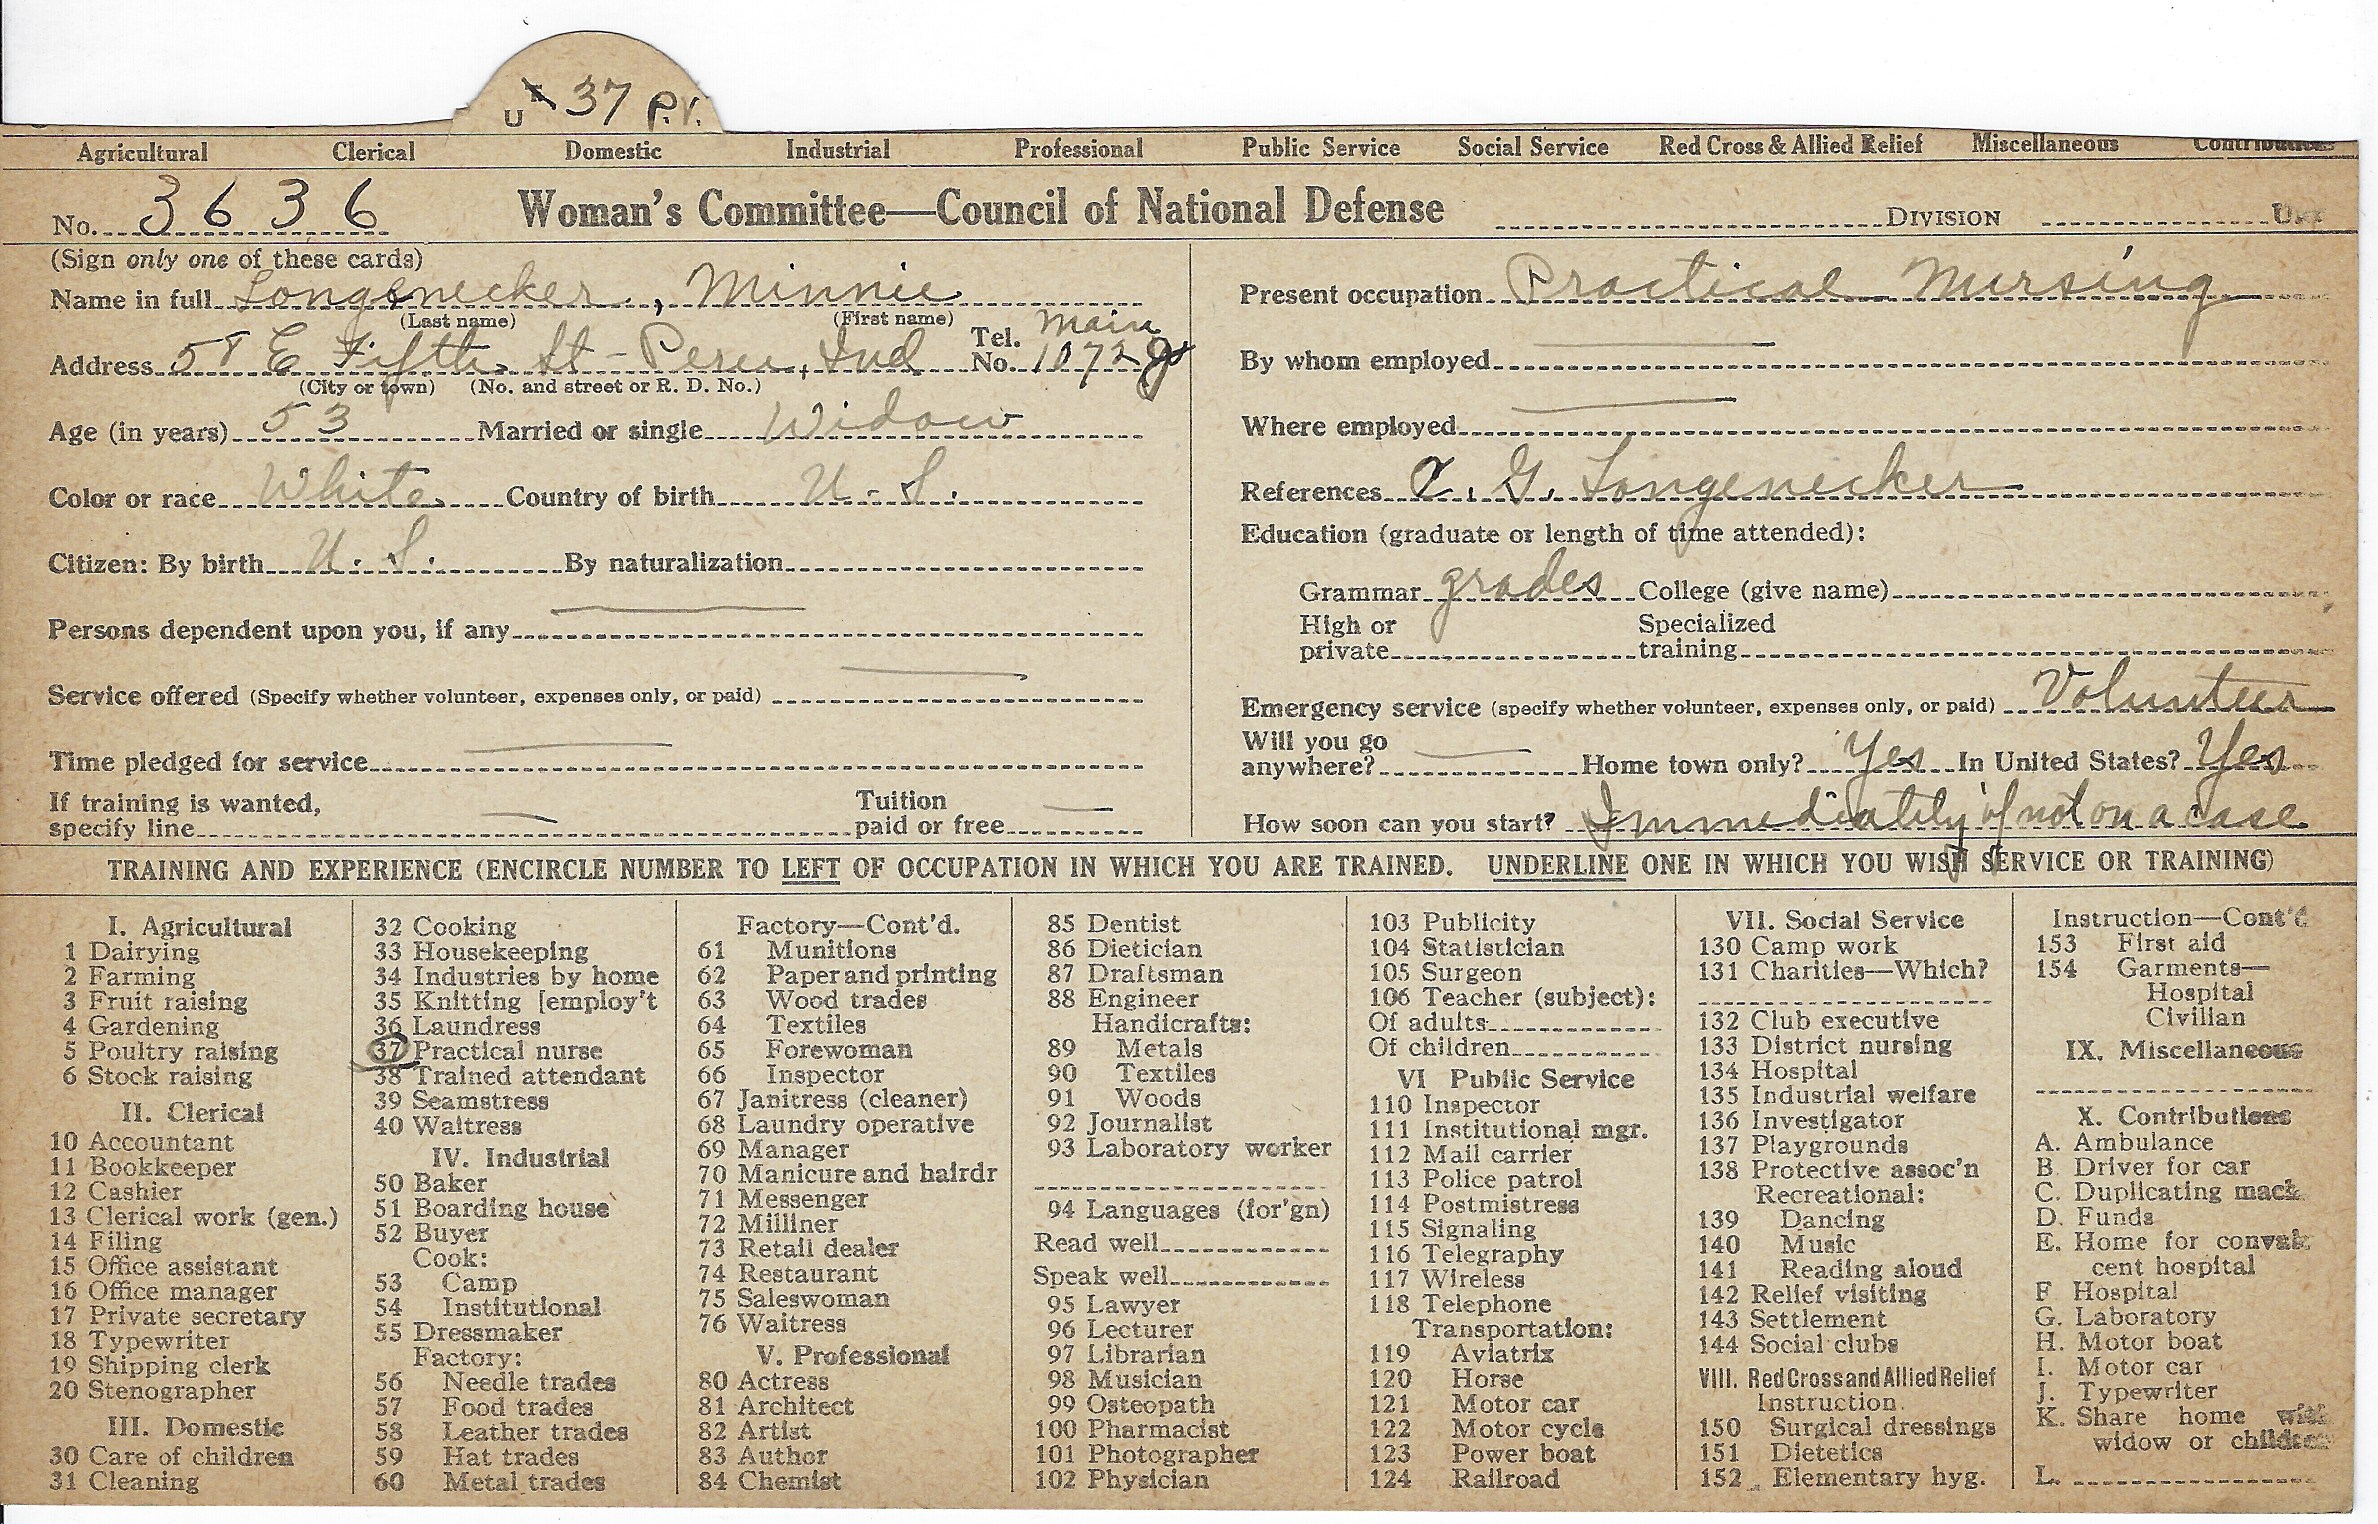 U 37 P.V.
Agricultural Clerical Domestic Industrial Professional Public Service Social Service Red Cross & Allied Relief Miscellaneous Contributions
No. 3636 Woman's Committee—Council of National Defense DIVISION
(Sign only one of these cards)
Name in full Longenecker, Minnie
(Last name) (First name)
Address 58 E Fifth St - Peru, Ind Tel. No. Main 1072
(City or town) (No. and street or R. D. No.)
Age (in years) 53 Married or single Widow
Color or race White Country of birth U. S.
Citizen: By birth U. S. By naturalization
Persons dependent upon you, if any
Service offered (Specify whether volunteer, expenses only, or paid)
Time pledged for service
If training is wanted, specify line Tuition paid or free
Present occupation Practical Nursing
By whom employed
Where employed
References G. Longenecker
Education (graduate or length of time attended):
Grammar grades College (give name)
High or private Specialized training
Emergency service (specify whether volunteer, expenses only, or paid) Volunteer
Will you go anywhere? Home town only? Yes In United States? Yes
How soon can you start? Immediately if not on a case
TRAINING AND EXPERIENCE (ENCIRCLE NUMBER TO LEFT OF OCCUPATION IN WHICH YOU ARE TRAINED. UNDERLINE ONE IN WHICH YOU WISH SERVICE OR TRAINING)
I. Agricultural
1 Dairying
2 Farming
3 Fruit raising
4 Gardening
5 Poultry raising
6 Stock raising
II. Clerical
10 Accountant
11 Bookkeeper
12 Cashier
13 Clerical work (gen.)
14 Filing
15 Office assistant
16 Office manager
17 Private secretary
18 Typewriter
19 Shipping clerk
20 Stenographer
III. Domestic
30 Care of children
31 Cleaning
32 Cooking
33 Housekeeping
34 Industries by home
35 Knitting [employ't
36 Laundress
37 Practical nurse
38 Trained attendant
39 Seamstress
40 Waitress
IV. Industrial
50 Baker
51 Boarding house
52 Buyer
Cook:
53 Camp
54 Institutional
55 Dressmaker
Factory:
56 Needle trades
57 Food trades
58 Leather trades
59 Hat trades
60 Metal trades
Factory—Cont'd.
61 Munitions
62 Paper and printing
63 Wood trades
64 Textiles
65 Forewoman
66 Inspector
67 Janitress (cleaner)
68 Laundry operative
69 Manager
70 Manicure and hairdr
71 Messenger
72 Milliner
73 Retail dealer
74 Restaurant
75 Saleswoman
76 Waitress
V. Professional
80 Actress
81 Architect
82 Artist
83 Author
84 Chemist
85 Dentist
86 Dietician
87 Draftsman
88 Engineer
Handicrafts:
89 Metals
90 Textiles
91 Woods
92 Journalist
93 Laboratory worker
94 Languages (for'gn)
Read well
Speak well
95 Lawyer
96 Lecturer
97 Librarian
98 Musician
99 Osteopath
100 Pharmacist
101 Photographer
102 Physician
103 Publicity
104 Statistician
105 Surgeon
106 Teacher (subject):
Of adults
Of children
VI Public Service
110 Inspector
111 Institutional mgr.
112 Mail carrier
113 Police patrol
114 Postmistress
115 Signaling
116 Telegraphy
117 Wireless
118 Telephone
Transportation:
119 Aviatrix
120 Horse
121 Motor car
122 Motor cycle
123 Power boat
124 Railroad
VII. Social Service
130 Camp work
131 Charities—Which?
132 Club executive
133 District nursing
134 Hospital
135 Industrial welfare
136 Investigator
137 Playgrounds
138 Protective assoc'n
Recreational:
139 Dancing
140 Music
141 Reading aloud
142 Relief visiting
143 Settlement
144 Social clubs
VIII. Red Cross and Allied Relief
Instruction.
150 Surgical dressings
151 Dietetics
152 Elementary hyg.
Instruction—Cont'd
153 First aid
154 Garments—
Hospital
Civilian
IX. Miscellaneous
X. Contributions
A. Ambulance
B. Driver for car
C. Duplicating mach.
D. Funds
E. Home for convales-
cent hospital
F Hospital
G. Laboratory
H. Motor boat
I. Motor car
J. Typewriter
K. Share home with
widow or children
L.